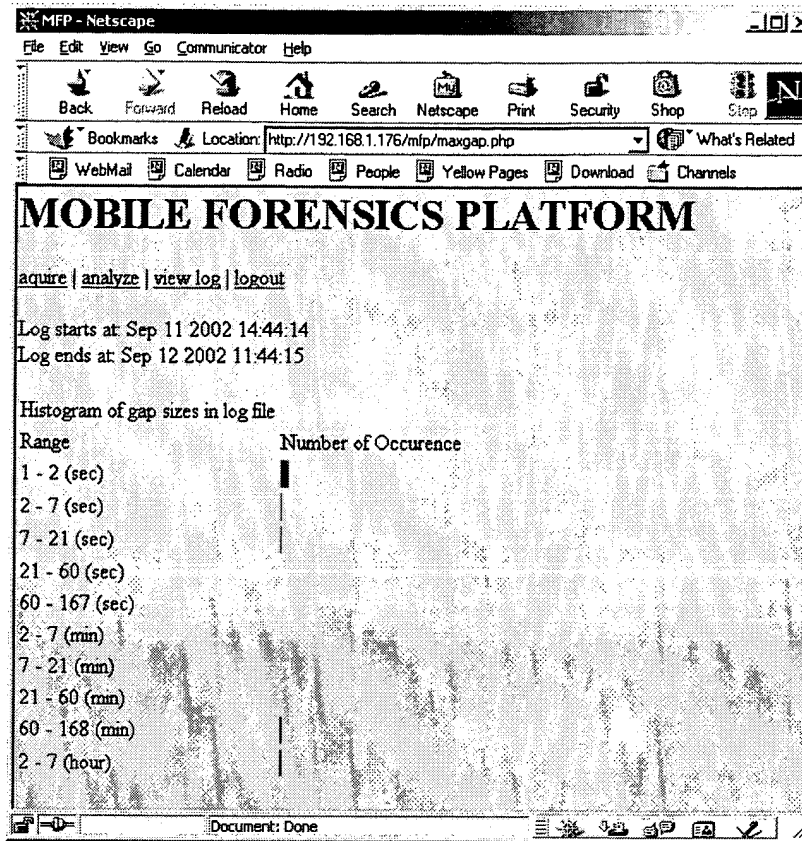 MFP - Netscape
File Edit View Go Communicator Help
Back Forward Reload Home Search Netscape Print Security Shop Stop
My
N
Bookmarks Location: http://192.168.1.176/mfp/maxgap.php What's Related
WebMail Calendar Radio People Yellow Pages Download Channels
MOBILE FORENSICS PLATFORM
aquire | analyze | view log | logout
Log starts at: Sep 11 2002 14:44:14
Log ends at: Sep 12 2002 11:44:15
Histogram of gap sizes in log file
Range Number of Occurence
1 - 2 (sec)
2 - 7 (sec)
7 - 21 (sec)
21 - 60 (sec)
60 - 167 (sec)
2 - 7 (min)
7 - 21 (min)
21 - 60 (min)
60 - 168 (min)
2 - 7 (hour)
Document: Done